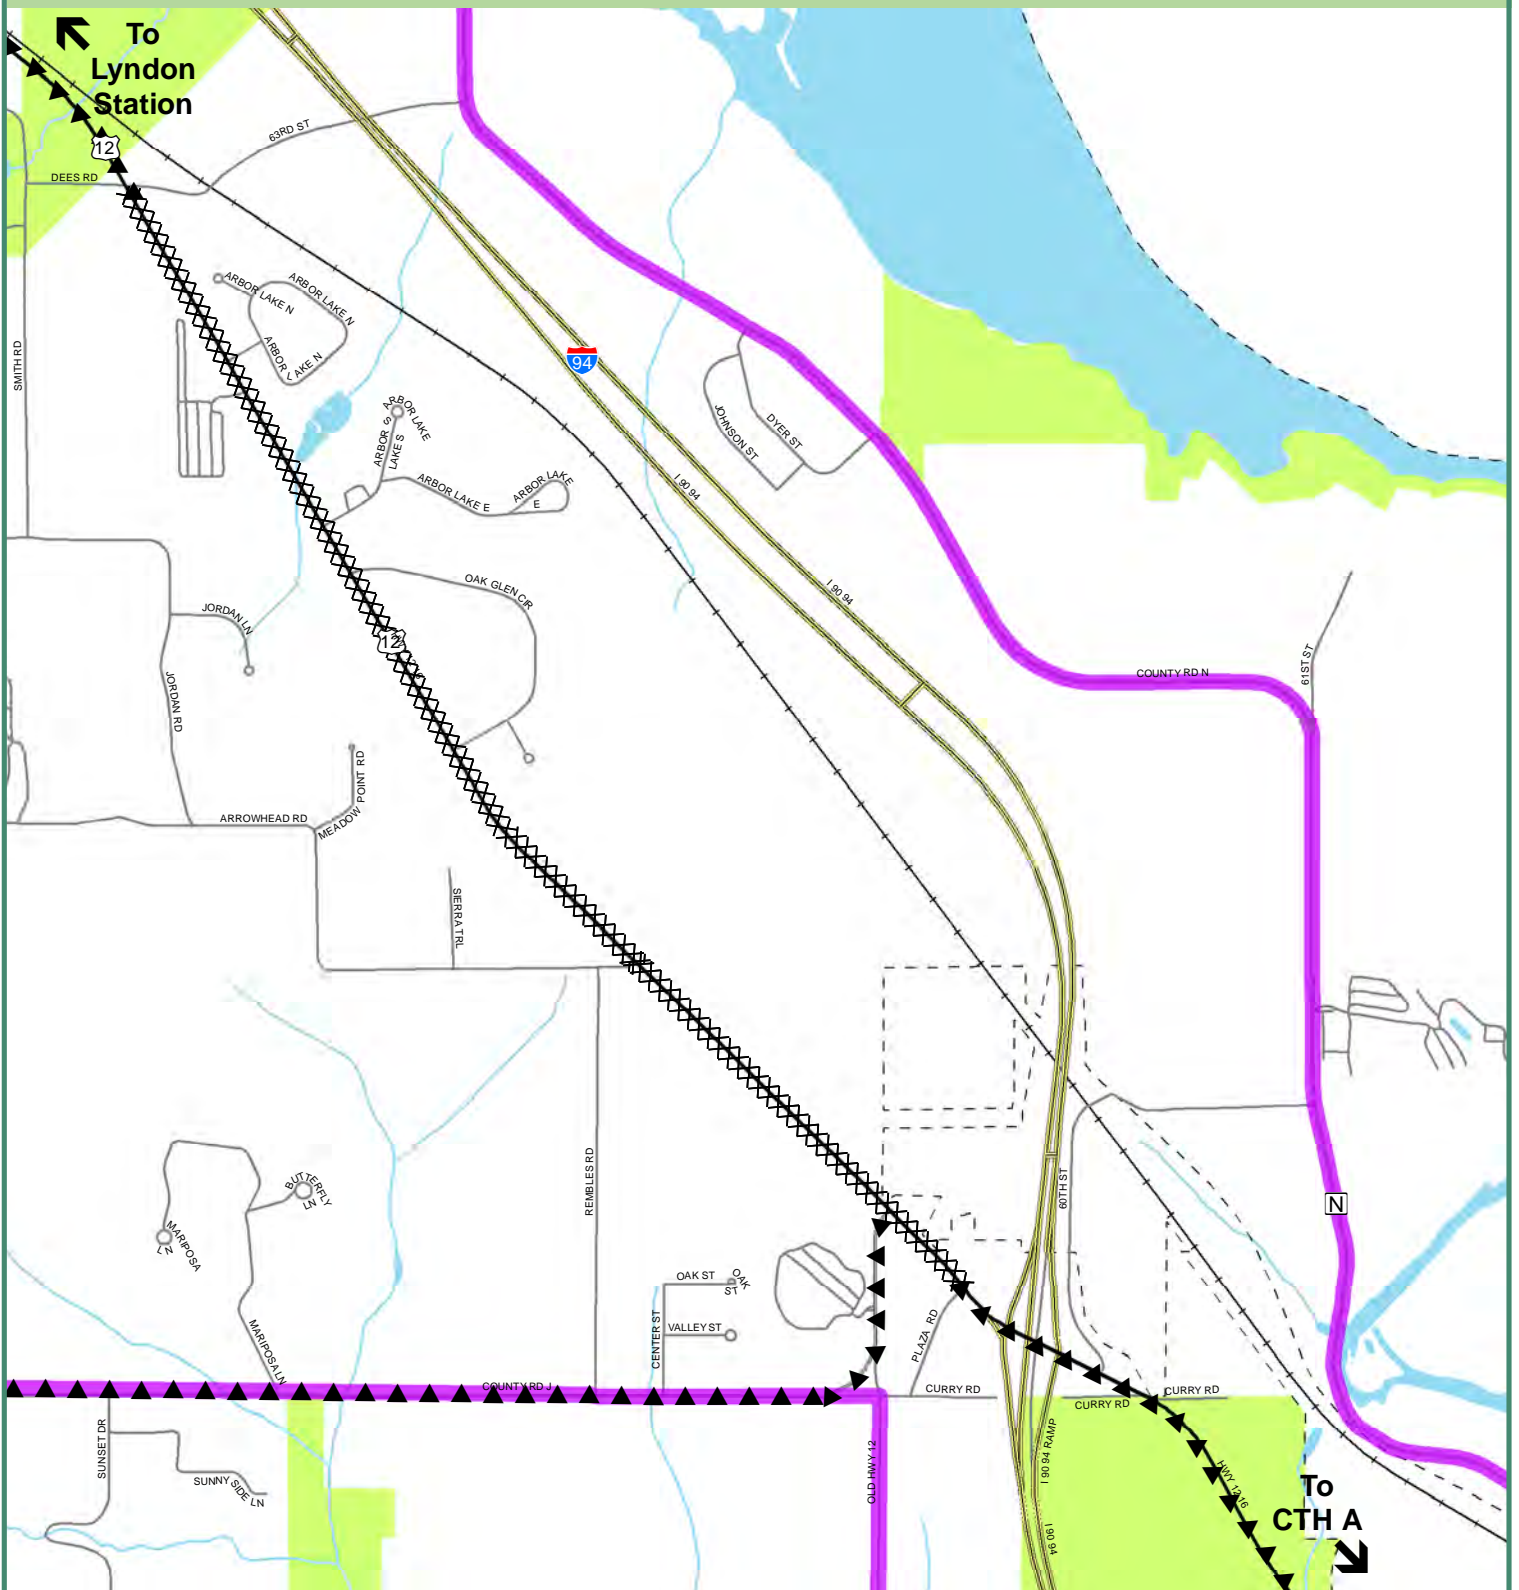 To
Lyndon
Station
12
63RD ST
DEES RD
ARBOR LAKE N
ARBOR LAKE N
ARBOR LAKE N
SMITH RD
94
ARBOR LAKE S
ARBOR LAKE S
ARBOR LAKE E
ARBOR LAKE E
JOHNSON ST
DYER ST
I 90 94
I 90 94
OAK GLEN CIR
JORDAN LN
12
JORDAN RD
COUNTY RD N
61ST ST
MEADOW POINT RD
ARROWHEAD RD
SIERRA TRL
REMBLES RD
60TH ST
N
BUTTERFLY LN
MARIPOSA LN
OAK ST
OAK ST
CENTER ST
VALLEY ST
PLAZA RD
MARIPOSA LN
COUNTY RD J
CURRY RD
CURRY RD
CURRY RD
SUNSET DR
SUNNY SIDE LN
OLD HWY 12
I 90 94 RAMP
I 90 94
HWY 12 16
To
CTH A